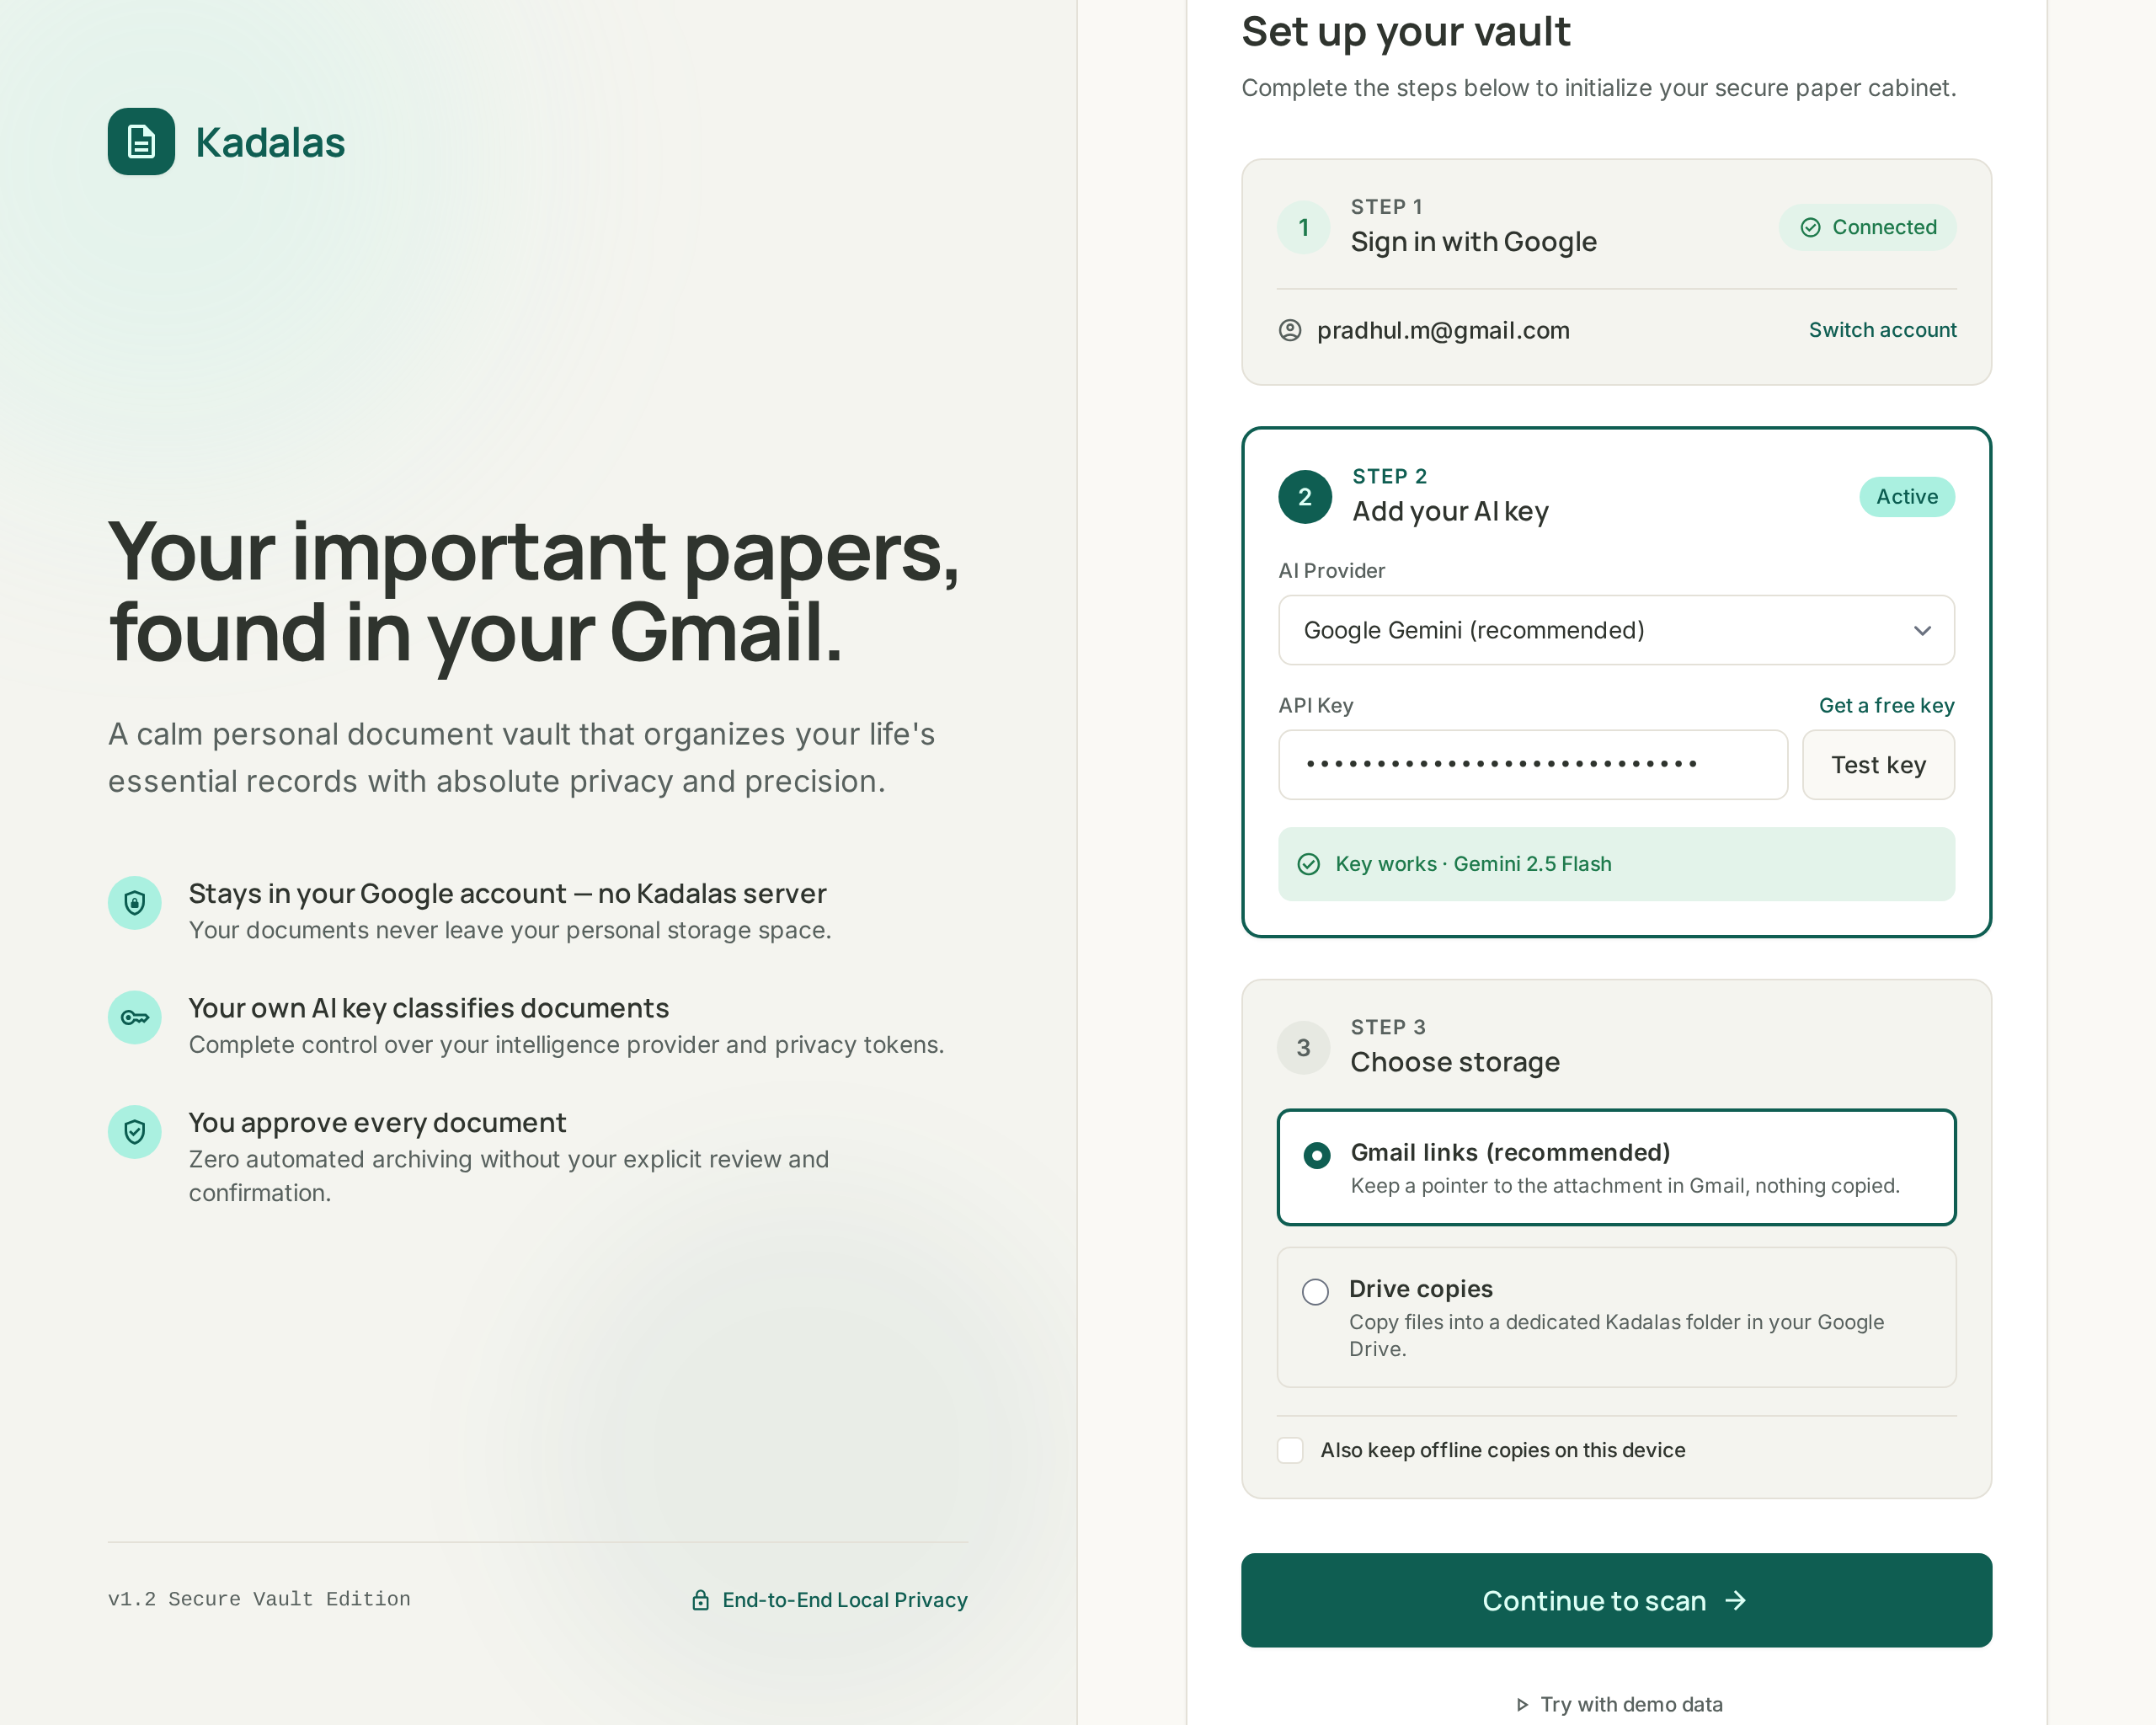 Kadalas
Your important papers,
found in your Gmail.
A calm personal document vault that organizes your life's
essential records with absolute privacy and precision.
Stays in your Google account — no Kadalas server
Your documents never leave your personal storage space.
Your own AI key classifies documents
Complete control over your intelligence provider and privacy tokens.
You approve every document
Zero automated archiving without your explicit review and
confirmation.
v1.2 Secure Vault Edition
End-to-End Local Privacy
Set up your vault
Complete the steps below to initialize your secure paper cabinet.
1
STEP 1
Sign in with Google
Connected
pradhul.m@gmail.com
Switch account
2
STEP 2
Add your AI key
Active
AI Provider
Google Gemini (recommended)
API Key
Get a free key
••••••••••••••••••••••••••••
Test key
Key works · Gemini 2.5 Flash
3
STEP 3
Choose storage
Gmail links (recommended)
Keep a pointer to the attachment in Gmail, nothing copied.
Drive copies
Copy files into a dedicated Kadalas folder in your Google
Drive.
Also keep offline copies on this device
Continue to scan →
Try with demo data